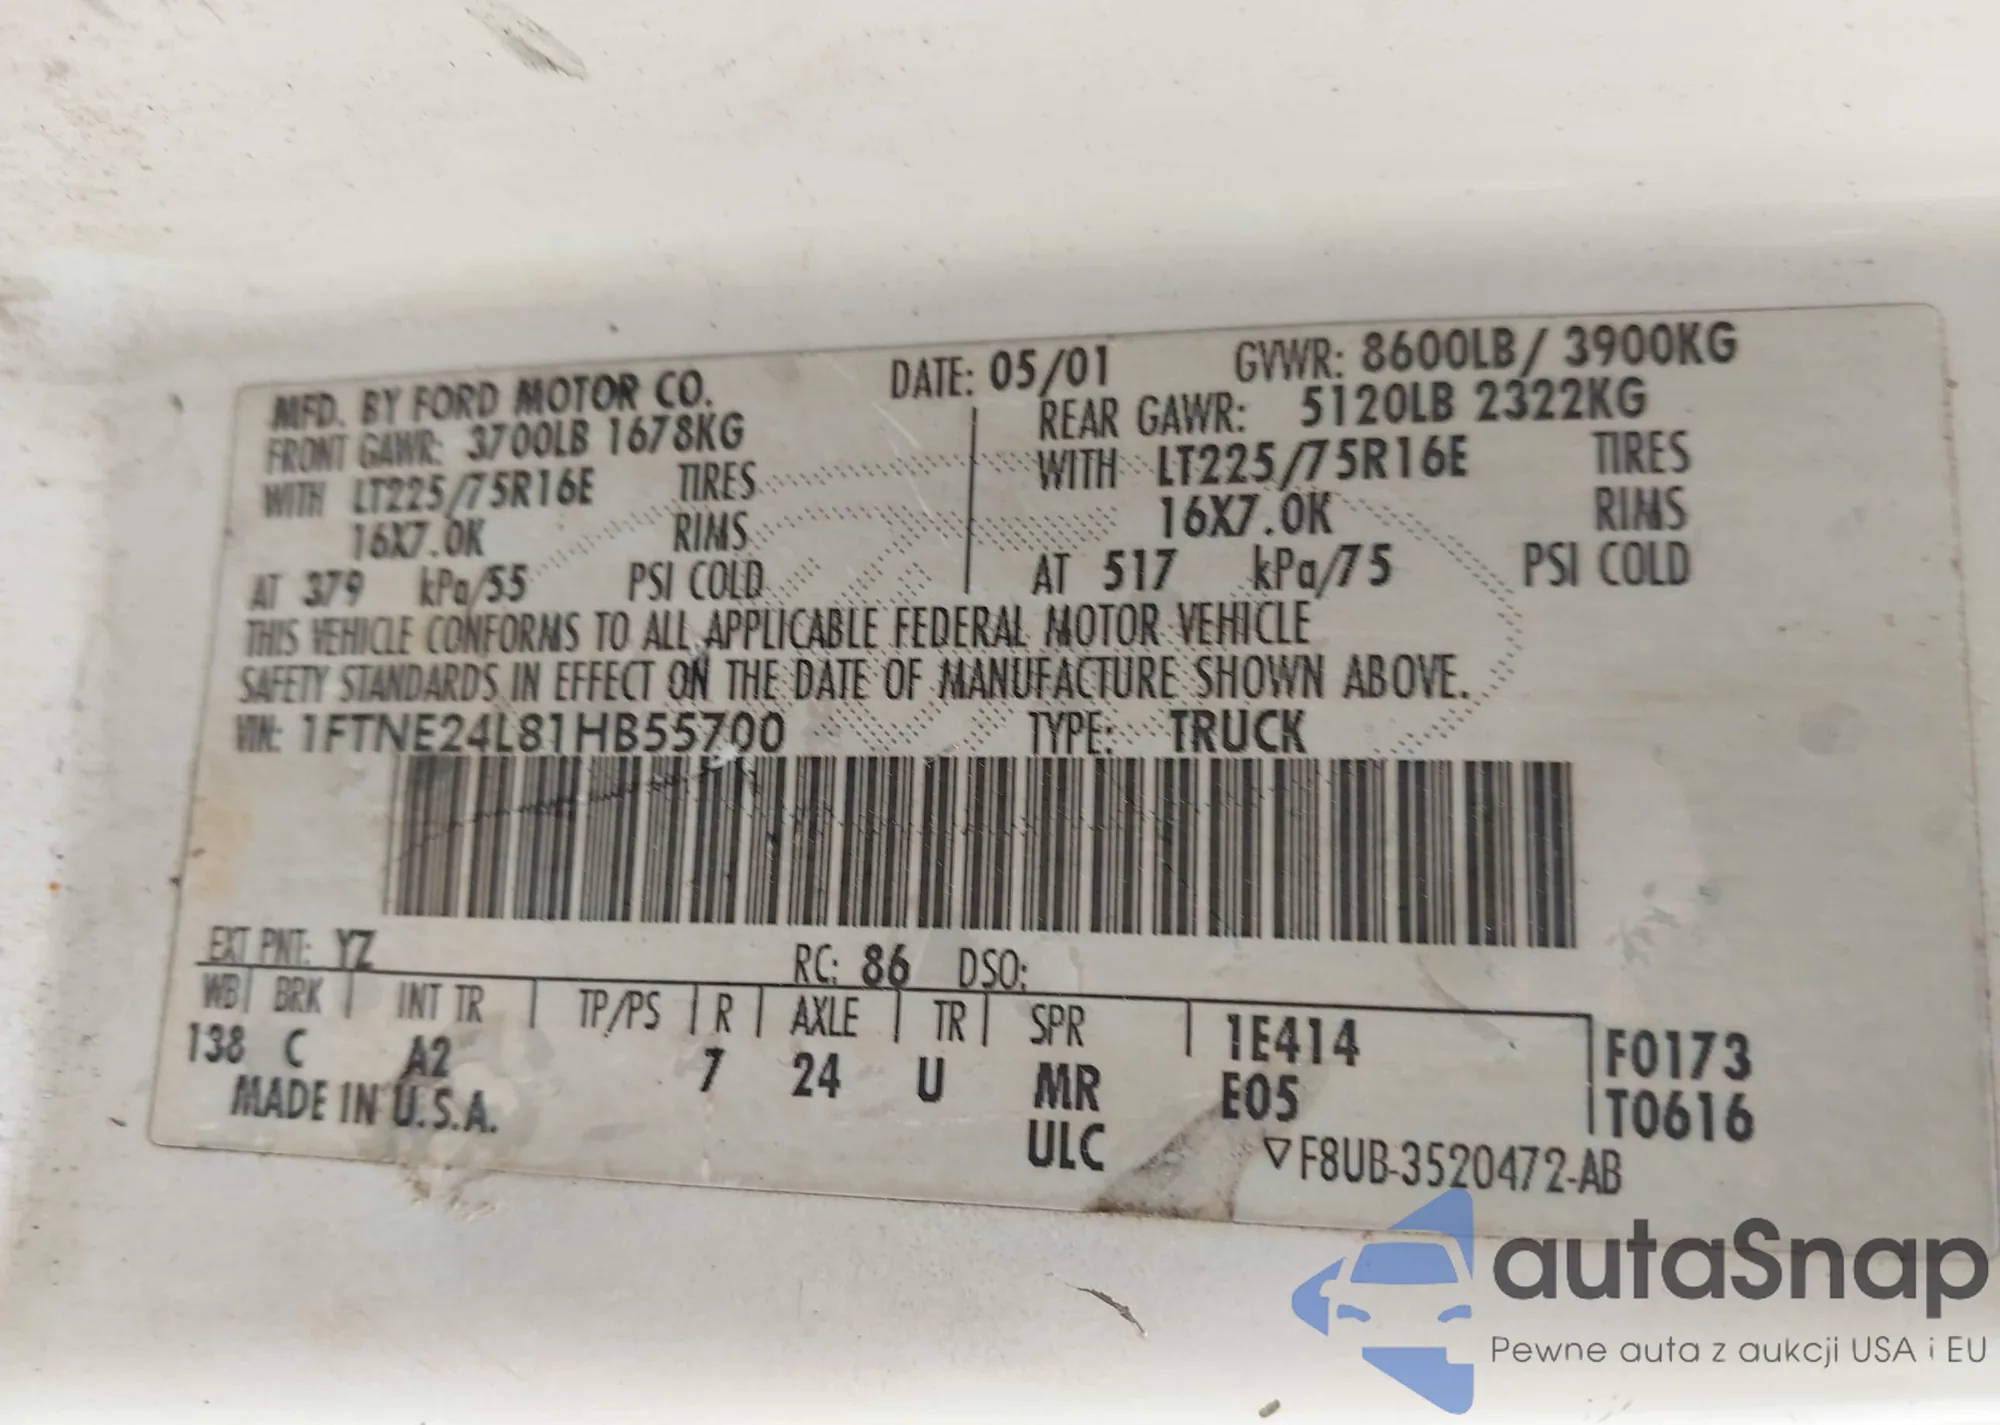 MFD. BY FORD MOTOR CO. DATE: 05/01 GVWR: 8600LB/ 3900KG
FRONT GAWR: 3700LB 1678KG REAR GAWR: 5120LB 2322KG
WITH LT225/75R16E TIRES WITH LT225/75R16E TIRES
16X7.0K RIMS 16X7.0K RIMS
AT 379 kPa/55 PSI COLD AT 517 kPa/75 PSI COLD
THIS VEHICLE CONFORMS TO ALL APPLICABLE FEDERAL MOTOR VEHICLE
SAFETY STANDARDS IN EFFECT ON THE DATE OF MANUFACTURE SHOWN ABOVE.
VIN: 1FTNE24L81HB55700 TYPE: TRUCK
EXT PNT: YZ RC: 86 DSO:
WB BRK INT TR TP/PS R AXLE TR SPR 1E414 F0173
138 C A2 7 24 U MR E05 T0616
MADE IN U.S.A. ULC ▽F8UB-3520472-AB
autaSnap
Pewne auta z aukcji USA i EU